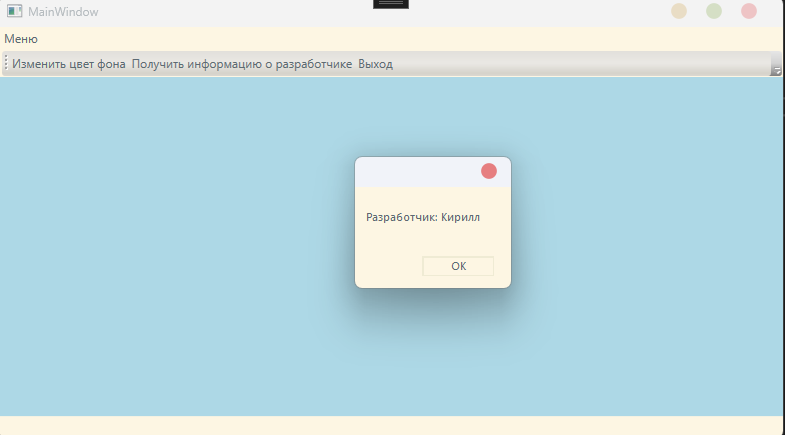 MainWindow
Меню
Изменить цвет фона Получить информацию о разработчике Выход
Разработчик: Кирилл
OK